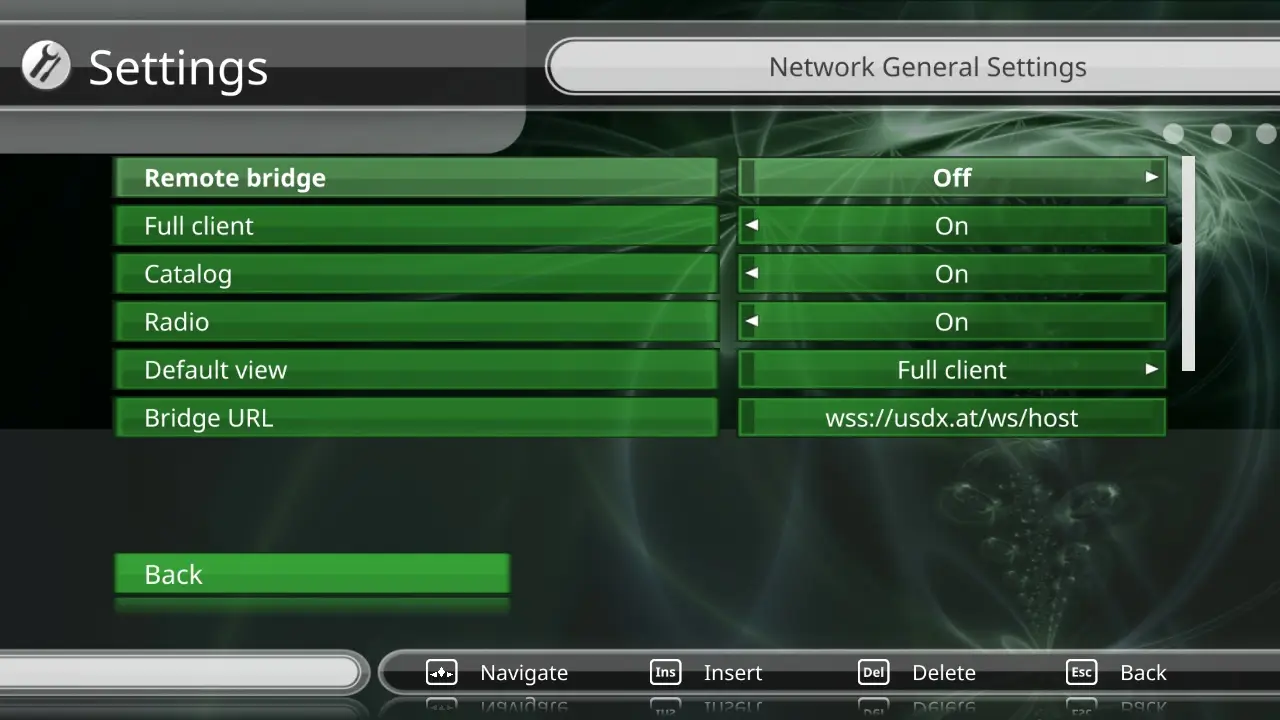 Settings
Network General Settings
Remote bridge Off
Full client On
Catalog On
Radio On
Default view Full client
Bridge URL wss://usdx.at/ws/host
Back
Navigate Ins Insert Del Delete Esc Back